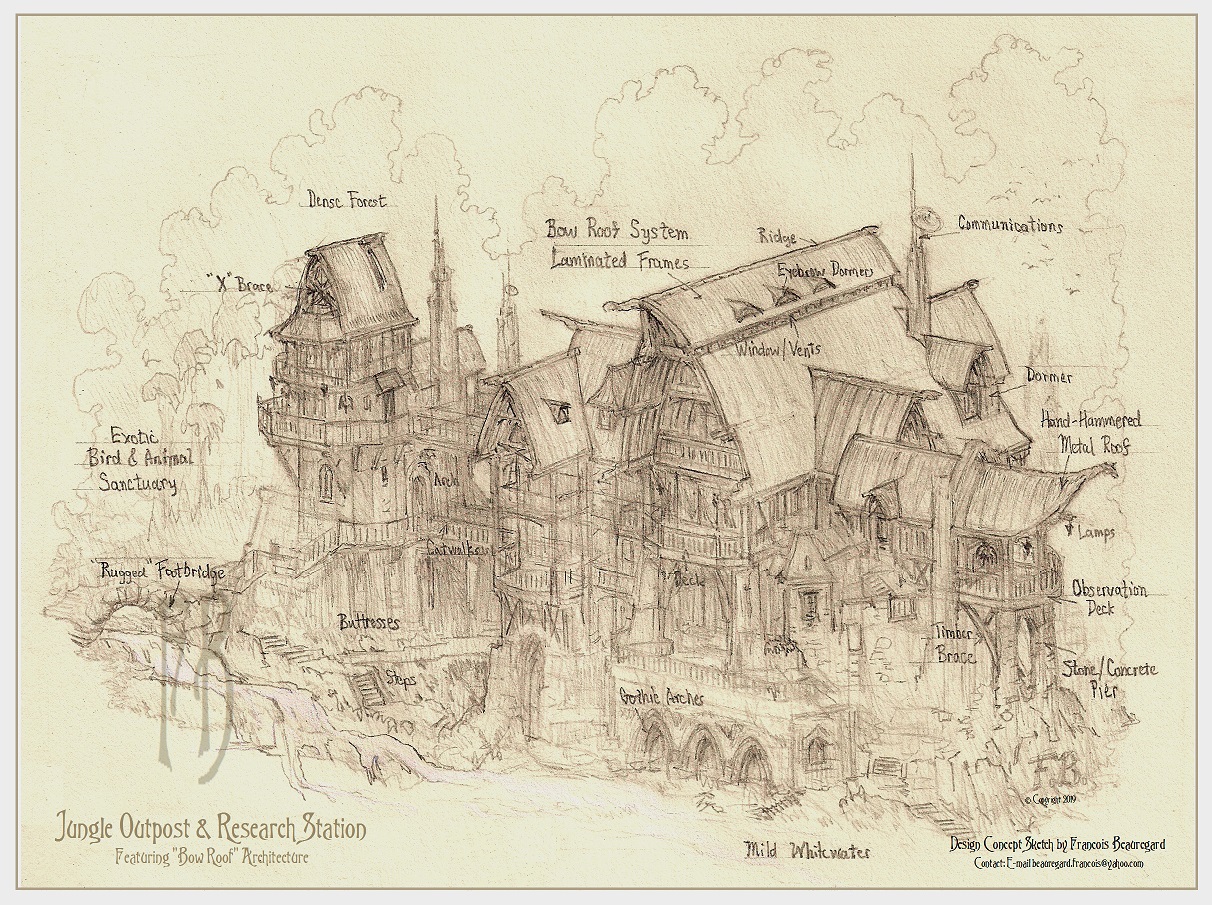 Dense Forest
Bow Roof System
Laminated Frames
Ridge
Communications
"X" Brace
Eyebrow Dormers
Window/Vents
Dormer
Hand-Hammered
Metal Roof
Exotic
Bird & Animal
Sanctuary
Arch
Lamps
Catwalks
"Rugged" Footbridge
Deck
Observation
Deck
Buttresses
Timber
Brace
Steps
Stone/Concrete
Pier
Gothic Arches
FB
© Copyright 2019
Jungle Outpost & Research Station
Featuring "Bow Roof" Architecture
Mild Whitewater
Design Concept Sketch by Francois Beauregard
Contact: E-mail beauregard.francois@yahoo.com